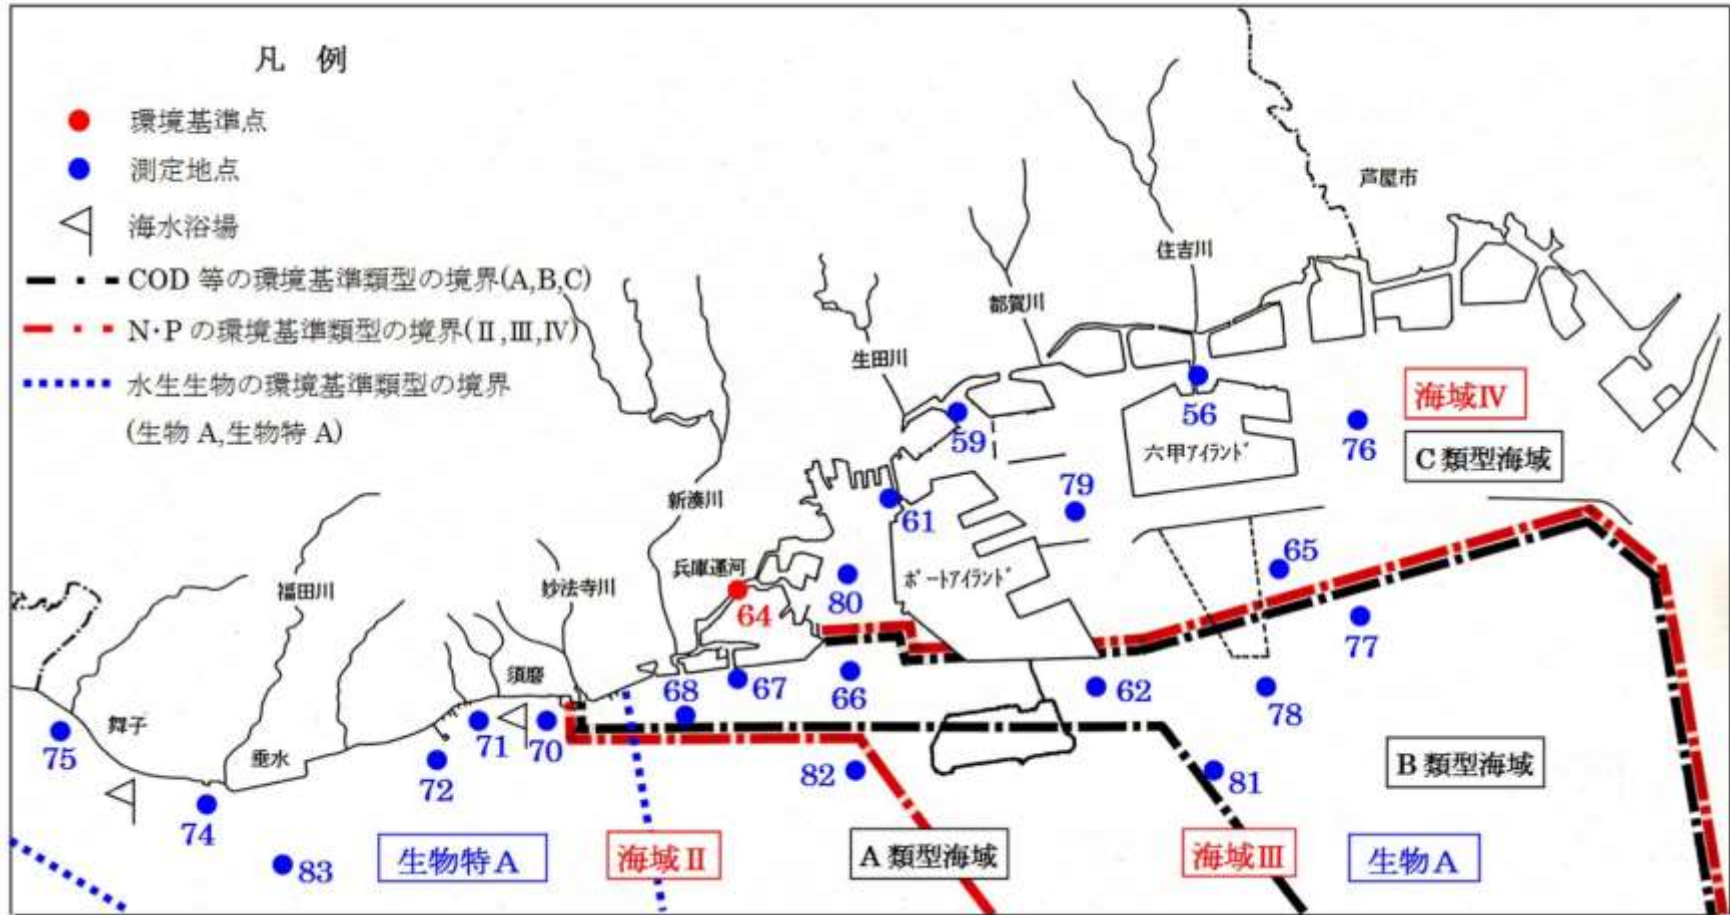 凡 例
環境基準点
測定地点
海水浴場
COD 等の環境基準類型の境界(A,B,C)
N・P の環境基準類型の境界(Ⅱ,Ⅲ,Ⅳ)
水生生物の環境基準類型の境界
(生物 A,生物特 A)
芦屋市
住吉川
都賀川
生田川
56
海域Ⅳ
76
59
六甲アイランド
C 類型海域
新湊川
79
61
兵庫運河
65
妙法寺川
福田川
ポートアイランド
80
64
77
須磨
68
67
66
62
78
舞子
71
70
75
垂水
72
82
81
B 類型海域
74
83
生物特A
海域Ⅱ
A 類型海域
海域Ⅲ
生物A